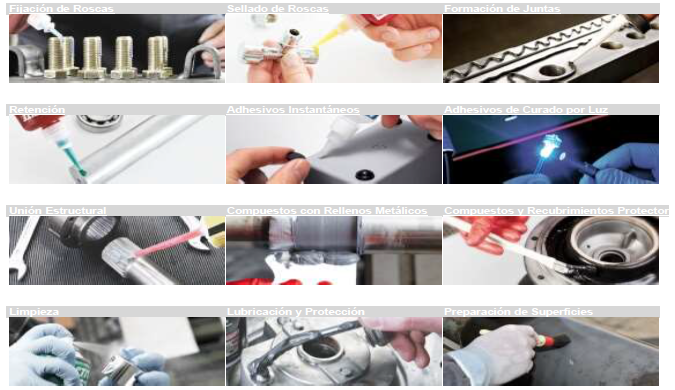 Fijación de Roscas
Sellado de Roscas
Formación de Juntas
Retención
Adhesivos Instantáneos
Adhesivos de Curado por Luz
Unión Estructural
Compuestos con Rellenos Metálicos
Compuestos y Recubrimientos Protector
Limpieza
Lubricación y Protección
Preparación de Superficies